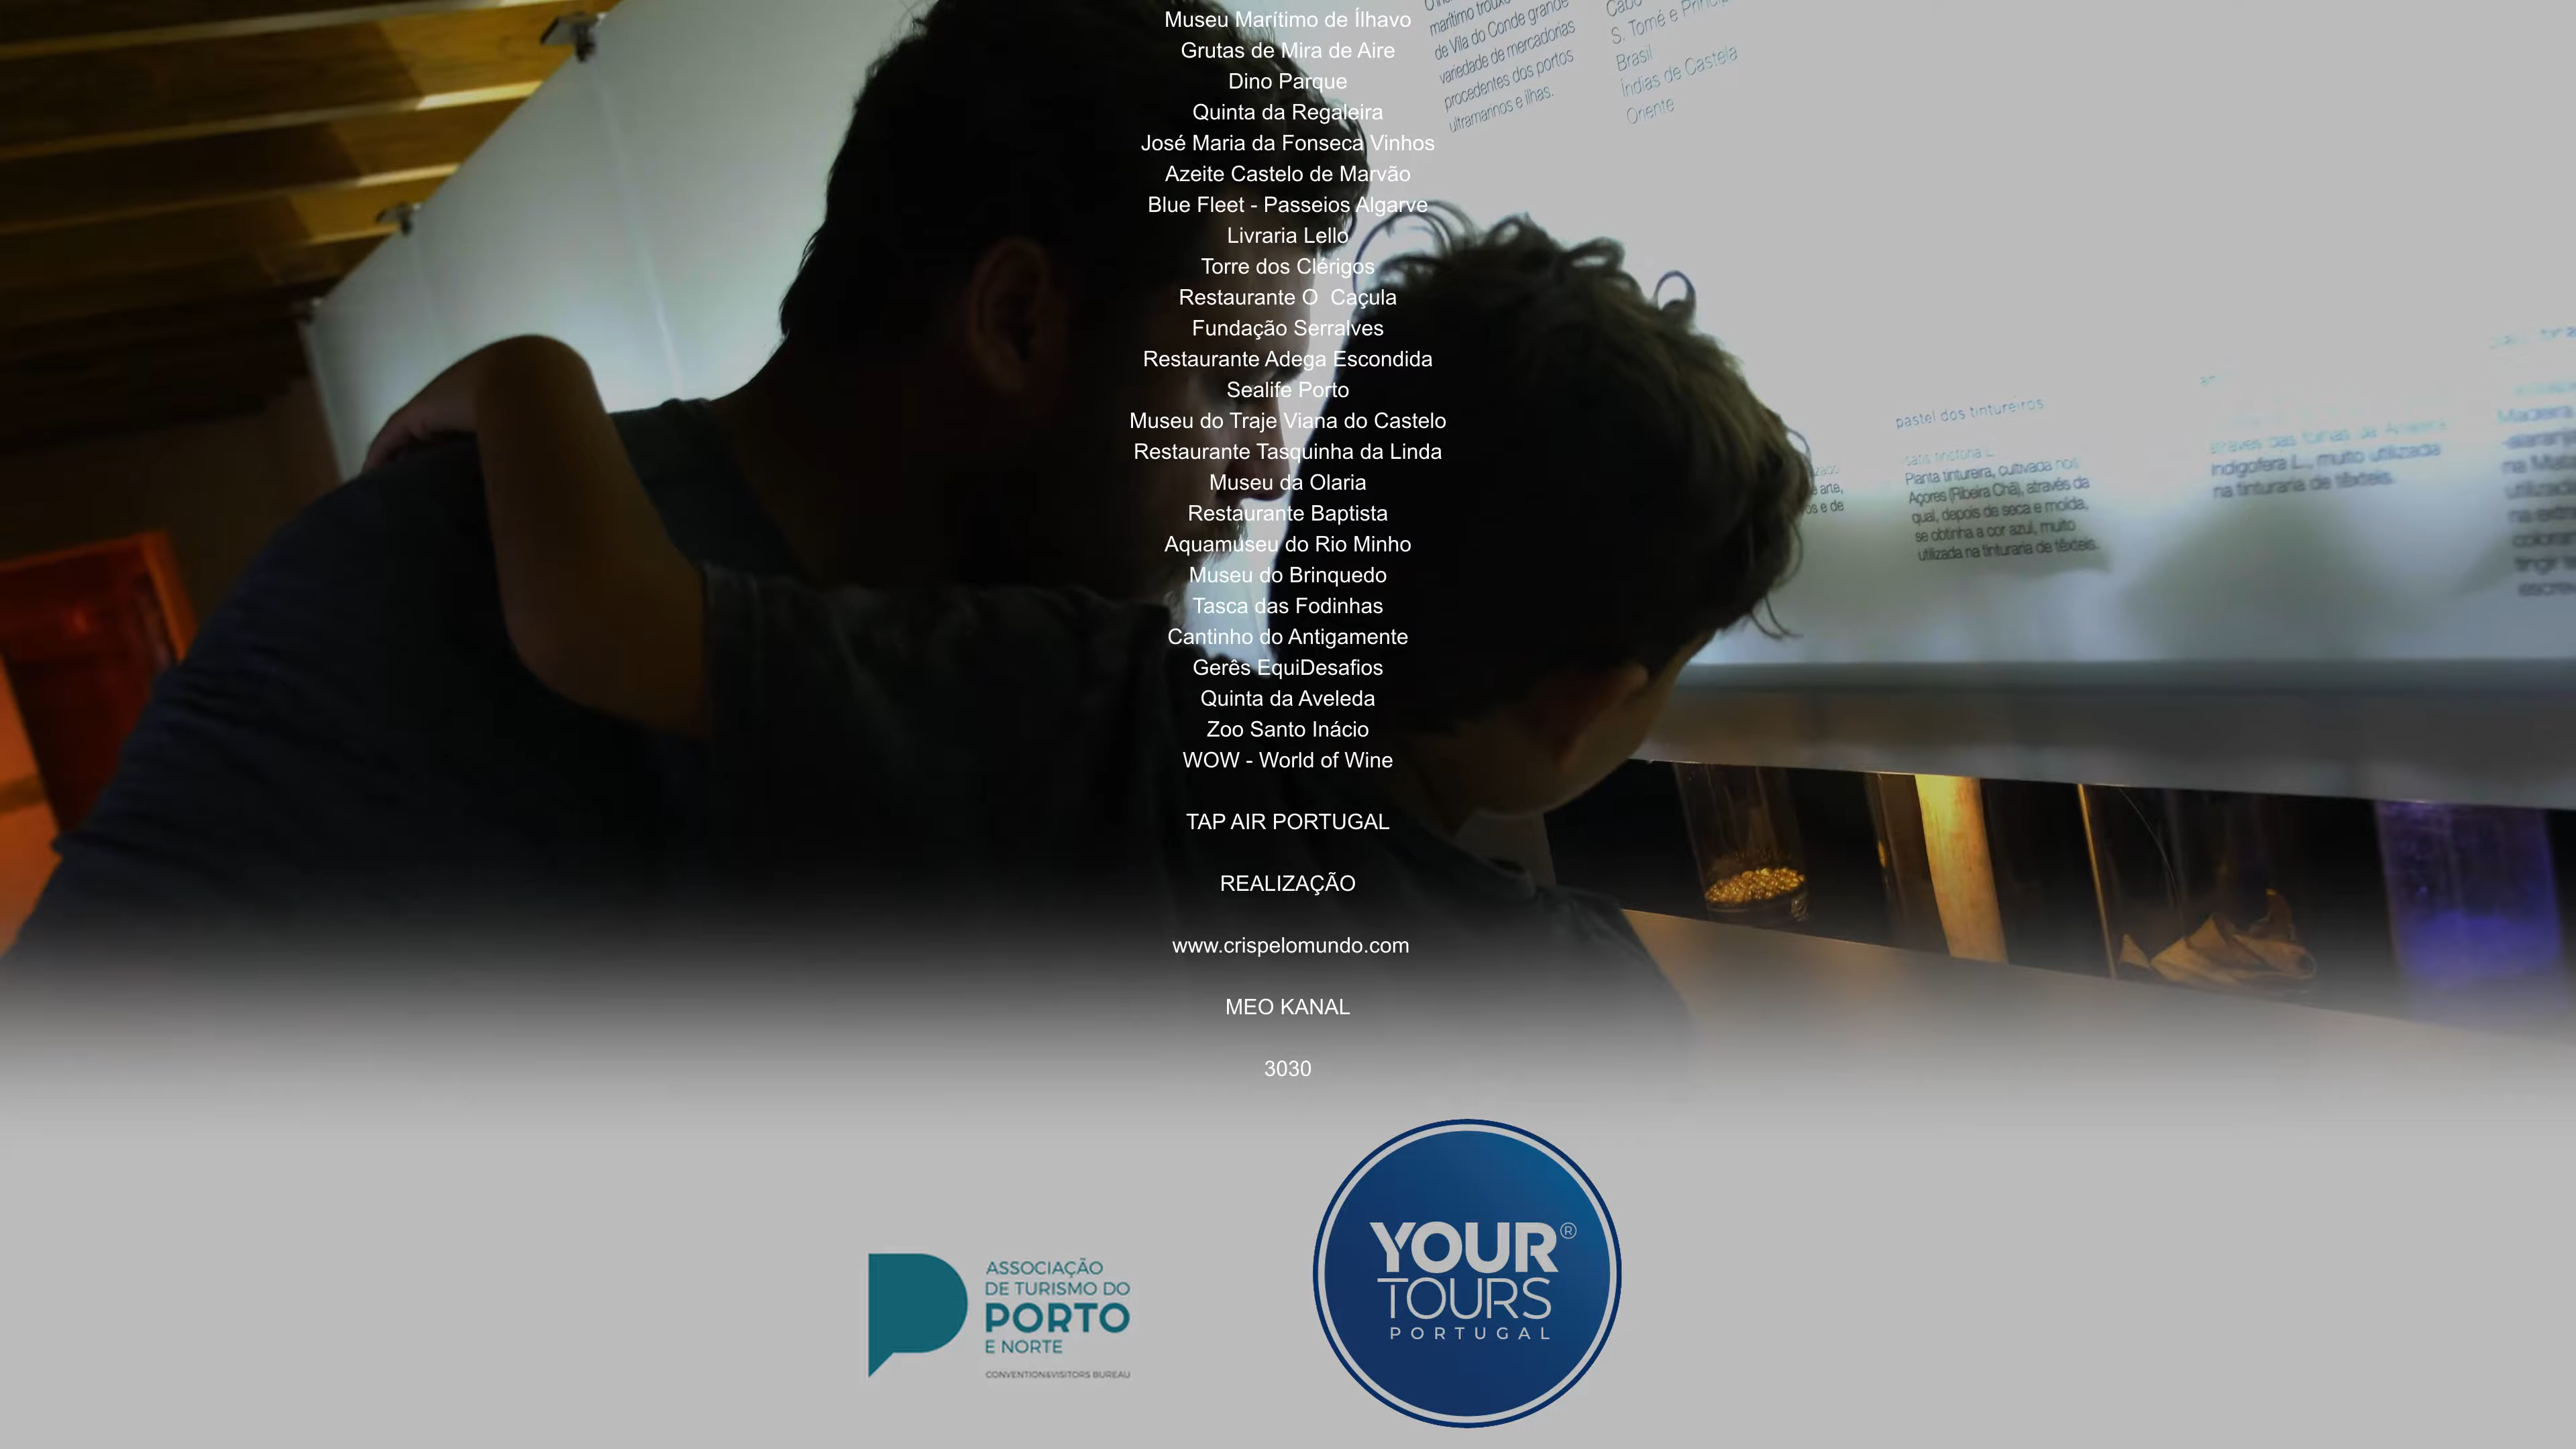 Museu Marítimo de Ílhavo
Grutas de Mira de Aire
Dino Parque
Quinta da Regaleira
José Maria da Fonseca Vinhos
Azeite Castelo de Marvão
Blue Fleet - Passeios Algarve
Livraria Lello
Torre dos Clérigos
Restaurante O  Caçula
Fundação Serralves
Restaurante Adega Escondida
Sealife Porto
Museu do Traje Viana do Castelo
Restaurante Tasquinha da Linda
Museu da Olaria
Restaurante Baptista
Aquamuseu do Rio Minho
Museu do Brinquedo
Tasca das Fodinhas
Cantinho do Antigamente
Gerês EquiDesafios
Quinta da Aveleda
Zoo Santo Inácio
WOW - World of Wine
TAP AIR PORTUGAL
REALIZAÇÃO
www.crispelomundo.com
MEO KANAL
3030
marítimo
de Vila do Conde grande
variedade de mercadorias
procedentes dos portos
ultramarinos e ilhas.
S. Tomé e
Brasil
Índias de Castela
Oriente
pastel dos tintureiros
Planta tintureira, cultivada nos
Açores (Ribeira Chã), através da
qual, depois de seca e moída,
se obtinha a cor azul, muito
utilizada na tinturaria de têxteis.
e arte,
os e de
Indigofera L., muito utilizada
na tinturaria de têxteis.
ASSOCIAÇÃO
DE TURISMO DO
PORTO
E NORTE
CONVENTION&VISITORS BUREAU
YOUR®
TOURS
PORTUGAL